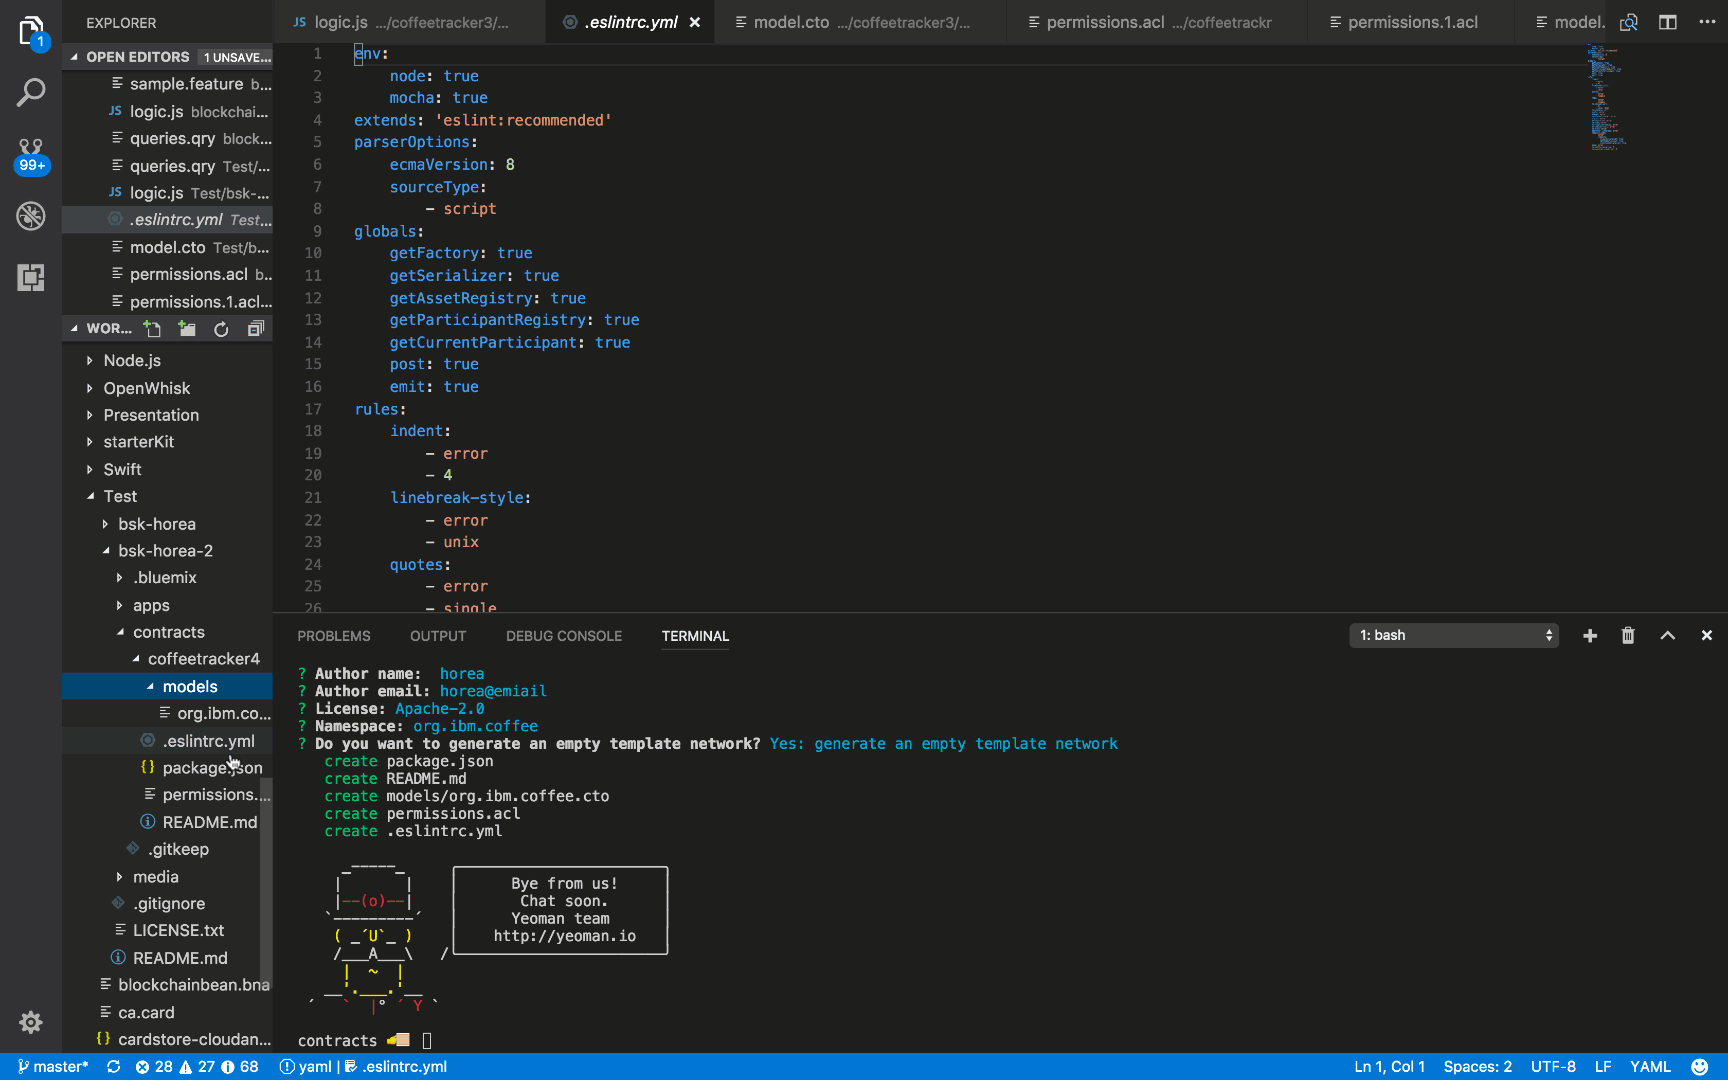 EXPLORER
OPEN EDITORS 1 UNSAVE...
sample.feature b...
JS logic.js blockchai...
queries.qry block...
queries.qry Test/...
JS logic.js Test/bsk-...
.eslintrc.yml Test...
model.cto Test/b...
permissions.acl b...
permissions.1.acl...
WOR...
Node.js
OpenWhisk
Presentation
starterKit
Swift
Test
bsk-horea
bsk-horea-2
.bluemix
apps
contracts
coffeetracker4
models
org.ibm.co...
.eslintrc.yml
{} package.json
permissions....
README.md
.gitkeep
media
.gitignore
LICENSE.txt
README.md
blockchainbean.bna
ca.card
{} cardstore-cloudan...
1
99+
JS logic.js .../coffeetracker3/...
.eslintrc.yml ×
model.cto .../coffeetracker3/...
permissions.acl .../coffeetrackr
permissions.1.acl
model.
1 env:
2 node: true
3 mocha: true
4 extends: 'eslint:recommended'
5 parserOptions:
6 ecmaVersion: 8
7 sourceType:
8 - script
9 globals:
10 getFactory: true
11 getSerializer: true
12 getAssetRegistry: true
13 getParticipantRegistry: true
14 getCurrentParticipant: true
15 post: true
16 emit: true
17 rules:
18 indent:
19 - error
20 - 4
21 linebreak-style:
22 - error
23 - unix
24 quotes:
25 - error
26 - single
PROBLEMS OUTPUT DEBUG CONSOLE TERMINAL 1: bash
? Author name: horea
? Author email: horea@emiail
? License: Apache-2.0
? Namespace: org.ibm.coffee
? Do you want to generate an empty template network? Yes: generate an empty template network
create package.json
create README.md
create models/org.ibm.coffee.cto
create permissions.acl
create .eslintrc.yml
Bye from us!
Chat soon.
Yeoman team
http://yeoman.io
contracts
master* 28 27 68 yaml | .eslintrc.yml Ln 1, Col 1 Spaces: 2 UTF-8 LF YAML